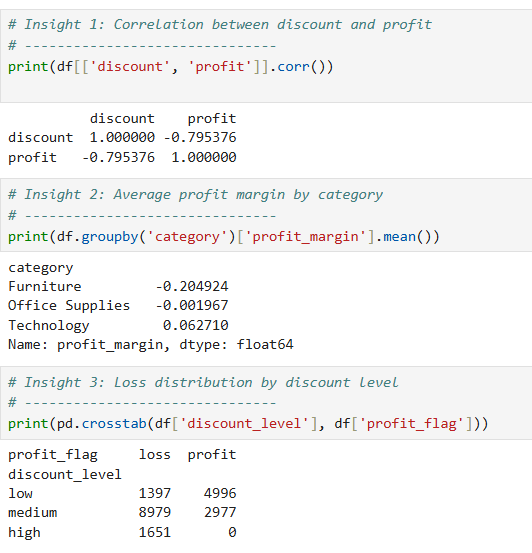 # Insight 1: Correlation between discount and profit
# ------------------------------
print(df[['discount', 'profit']].corr())
          discount    profit
discount  1.000000 -0.795376
profit   -0.795376  1.000000
# Insight 2: Average profit margin by category
# ------------------------------
print(df.groupby('category')['profit_margin'].mean())
category
Furniture         -0.204924
Office Supplies   -0.001967
Technology         0.062710
Name: profit_margin, dtype: float64
# Insight 3: Loss distribution by discount level
# ------------------------------
print(pd.crosstab(df['discount_level'], df['profit_flag']))
profit_flag     loss  profit
discount_level
low             1397    4996
medium          8979    2977
high            1651       0